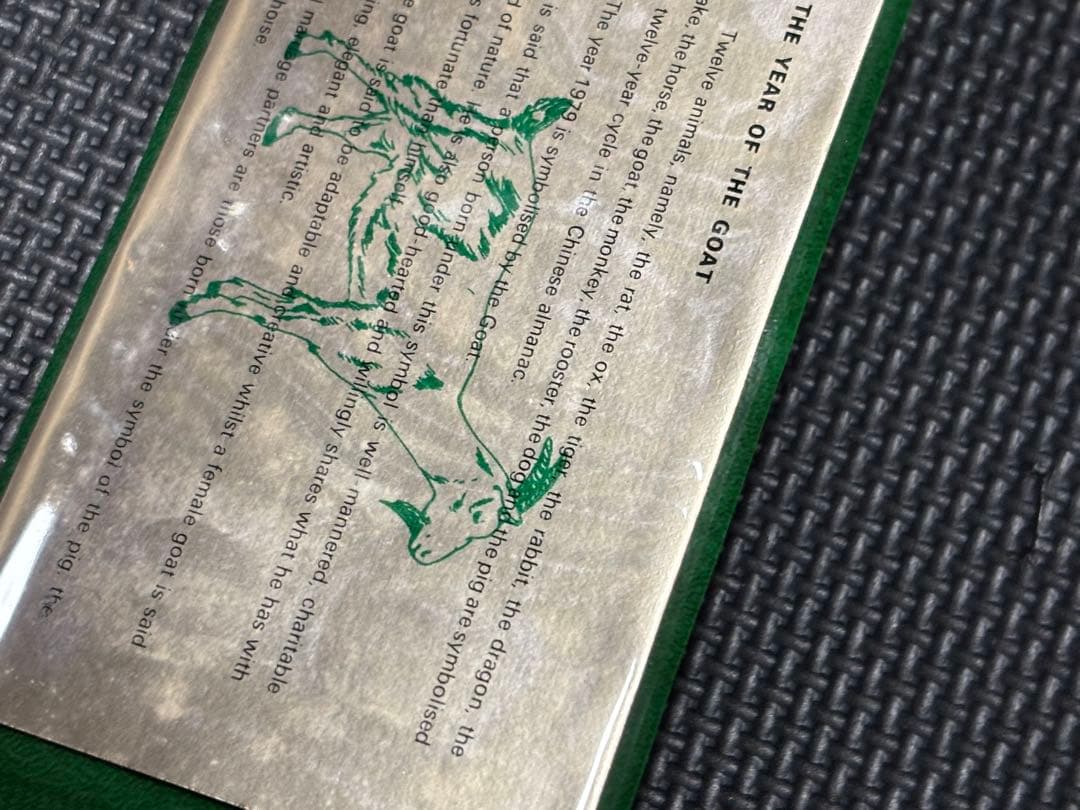 THE YEAR OF THE GOAT
Twelve animals, namely, the rat, the ox, the tiger, the rabbit, the dragon, the
ake, the horse, the goat, the monkey, the rooster, the dog and the pig are symbolised
twelve-year cycle in the Chinese almanac.
The year 1979 is symbolised by the Goat.
is said that a person born under this symbol is well-mannered, charitable
d of nature. He is also good-hearted and willingly shares what he has with
s fortunate than himself.
e goat is said to be adaptable and creative whilst a female goat is said
ng elegant and artistic.
marriage partners are those born under the symbol of the pig, the